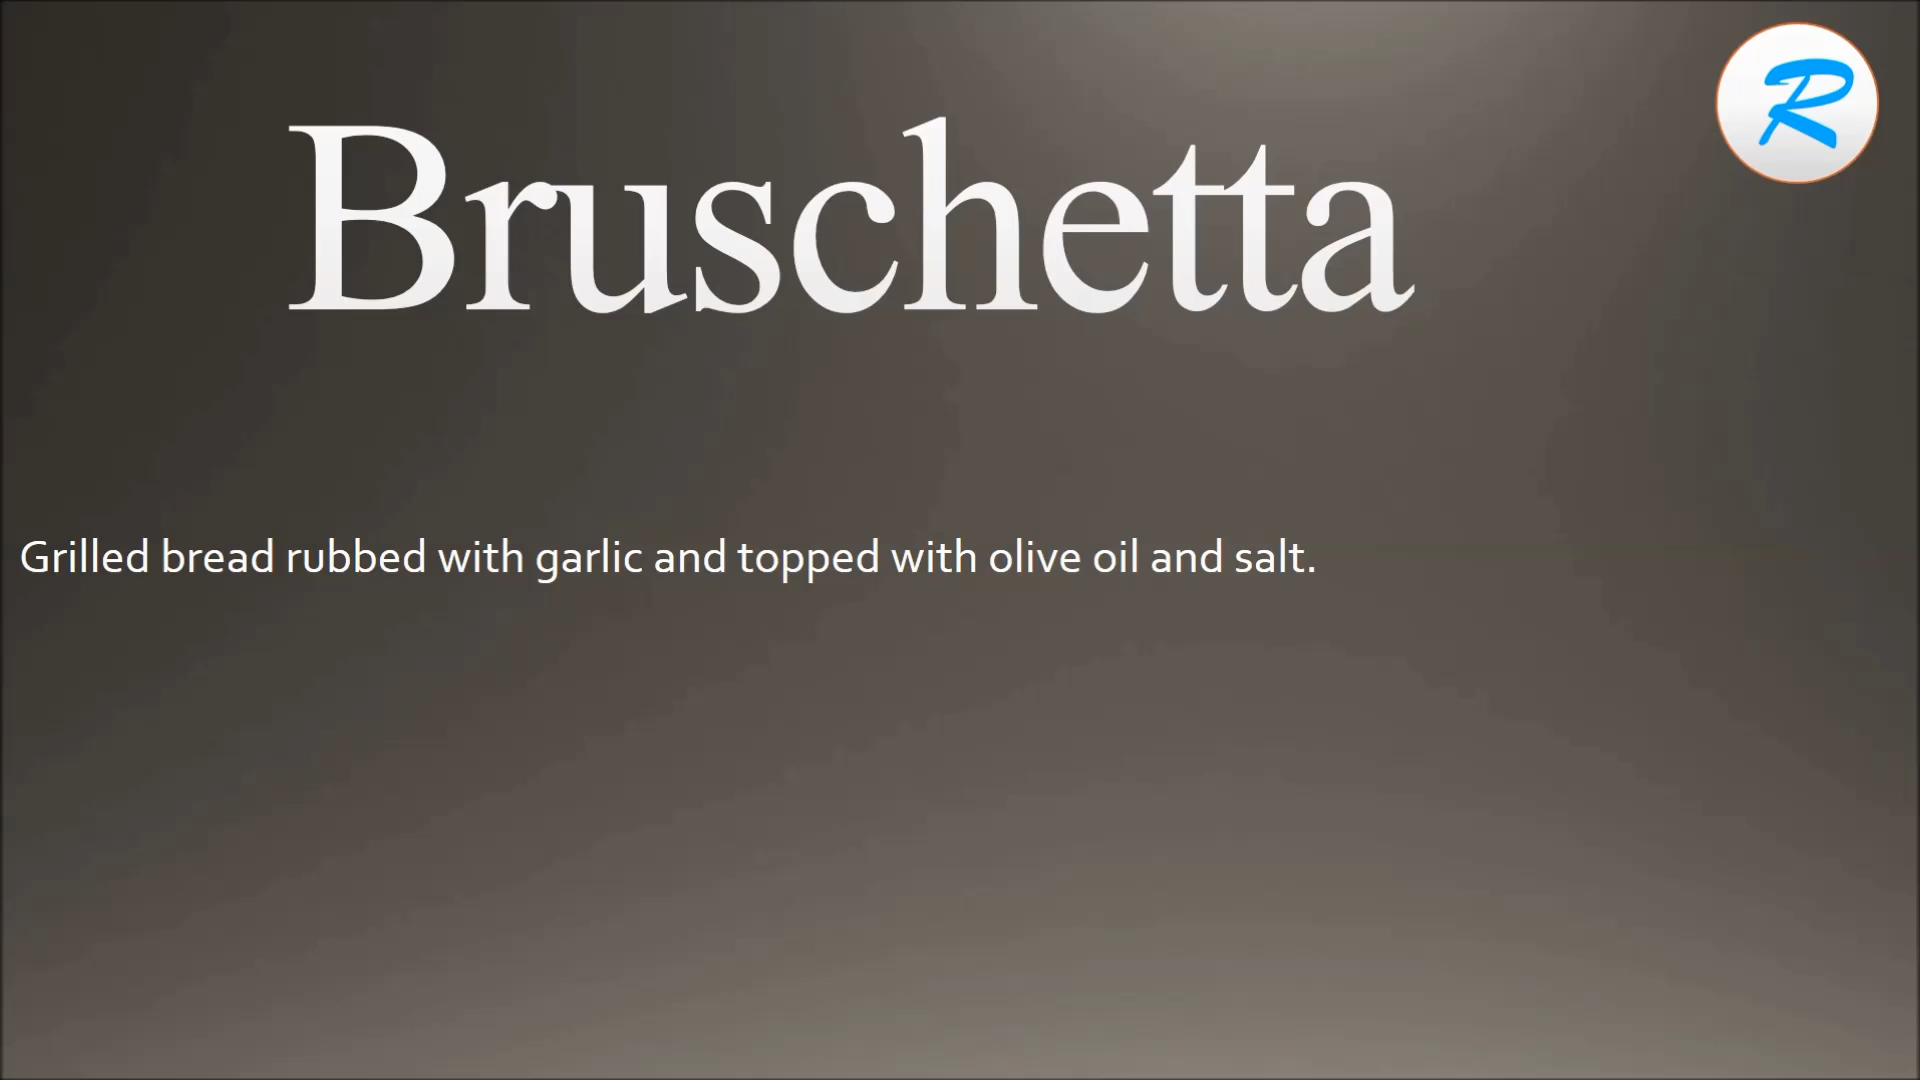 Bruschetta
R
Grilled bread rubbed with garlic and topped with olive oil and salt.